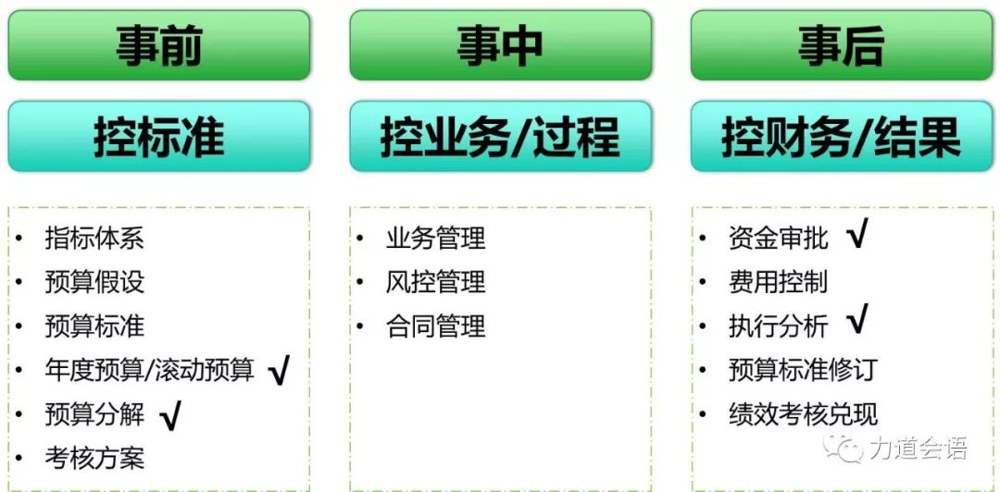 事前
控标准
• 指标体系
• 预算假设
• 预算标准
• 年度预算/滚动预算 √
• 预算分解 √
• 考核方案
事中
控业务/过程
• 业务管理
• 风控管理
• 合同管理
事后
控财务/结果
• 资金审批 √
• 费用控制
• 执行分析 √
• 预算标准修订
• 绩效考核兑现
力道会语